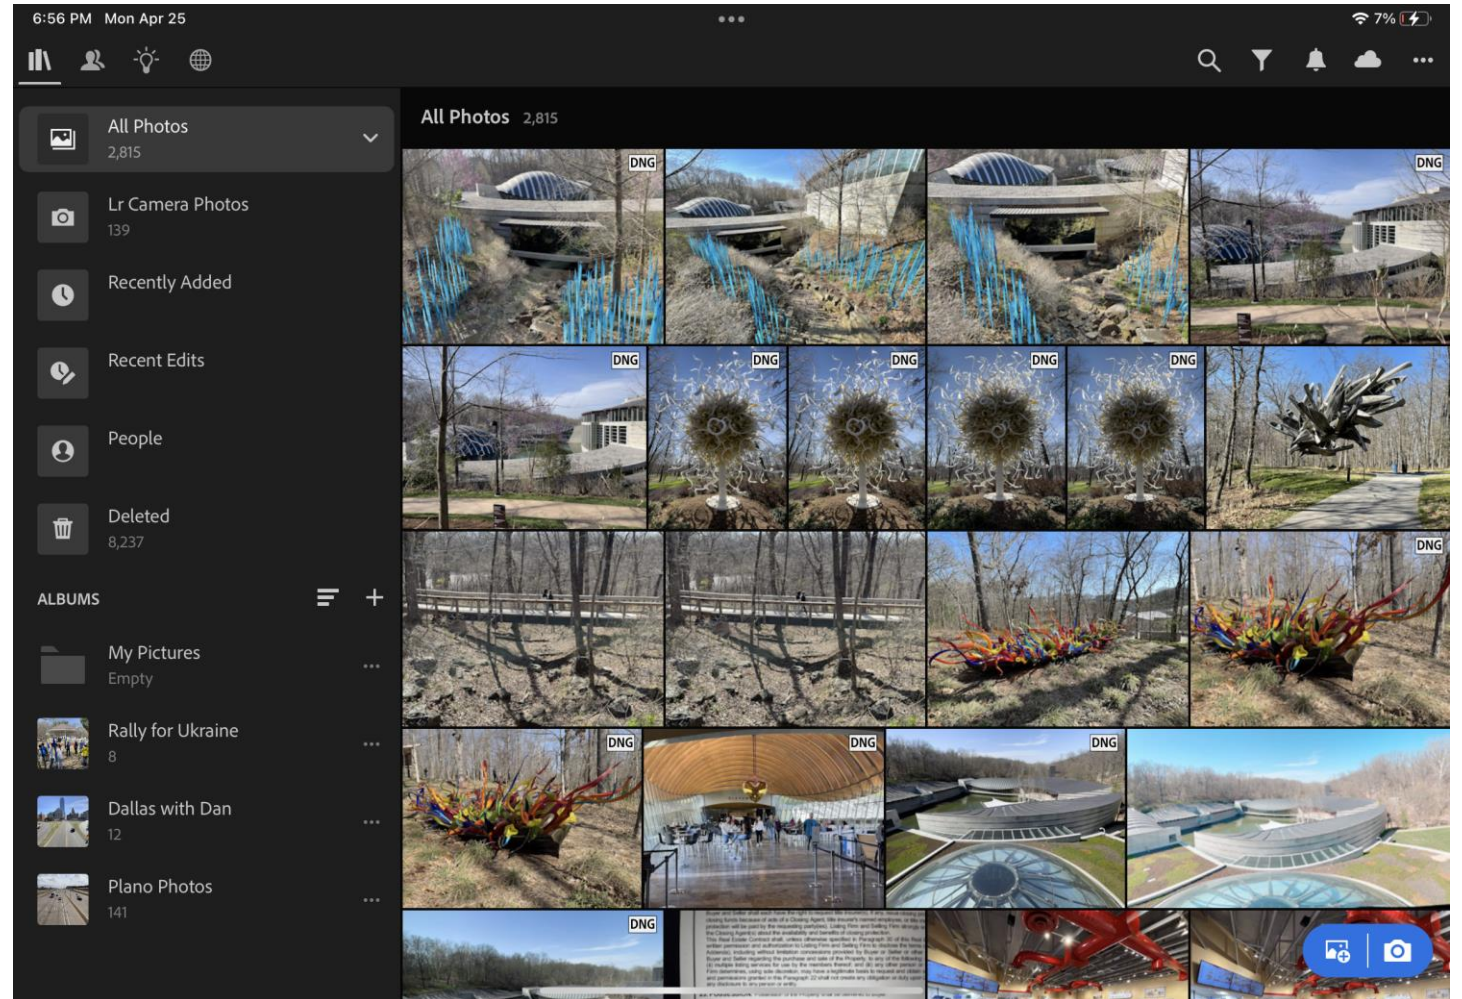 6:56 PM Mon Apr 25
7%
All Photos
2,815
Lr Camera Photos
139
Recently Added
Recent Edits
People
Deleted
8,237
ALBUMS
My Pictures
Empty
Rally for Ukraine
8
Dallas with Dan
12
Plano Photos
141
All Photos 2,815
DNG
DNG
DNG
DNG
DNG
DNG
DNG
DNG
DNG
DNG
DNG
DNG